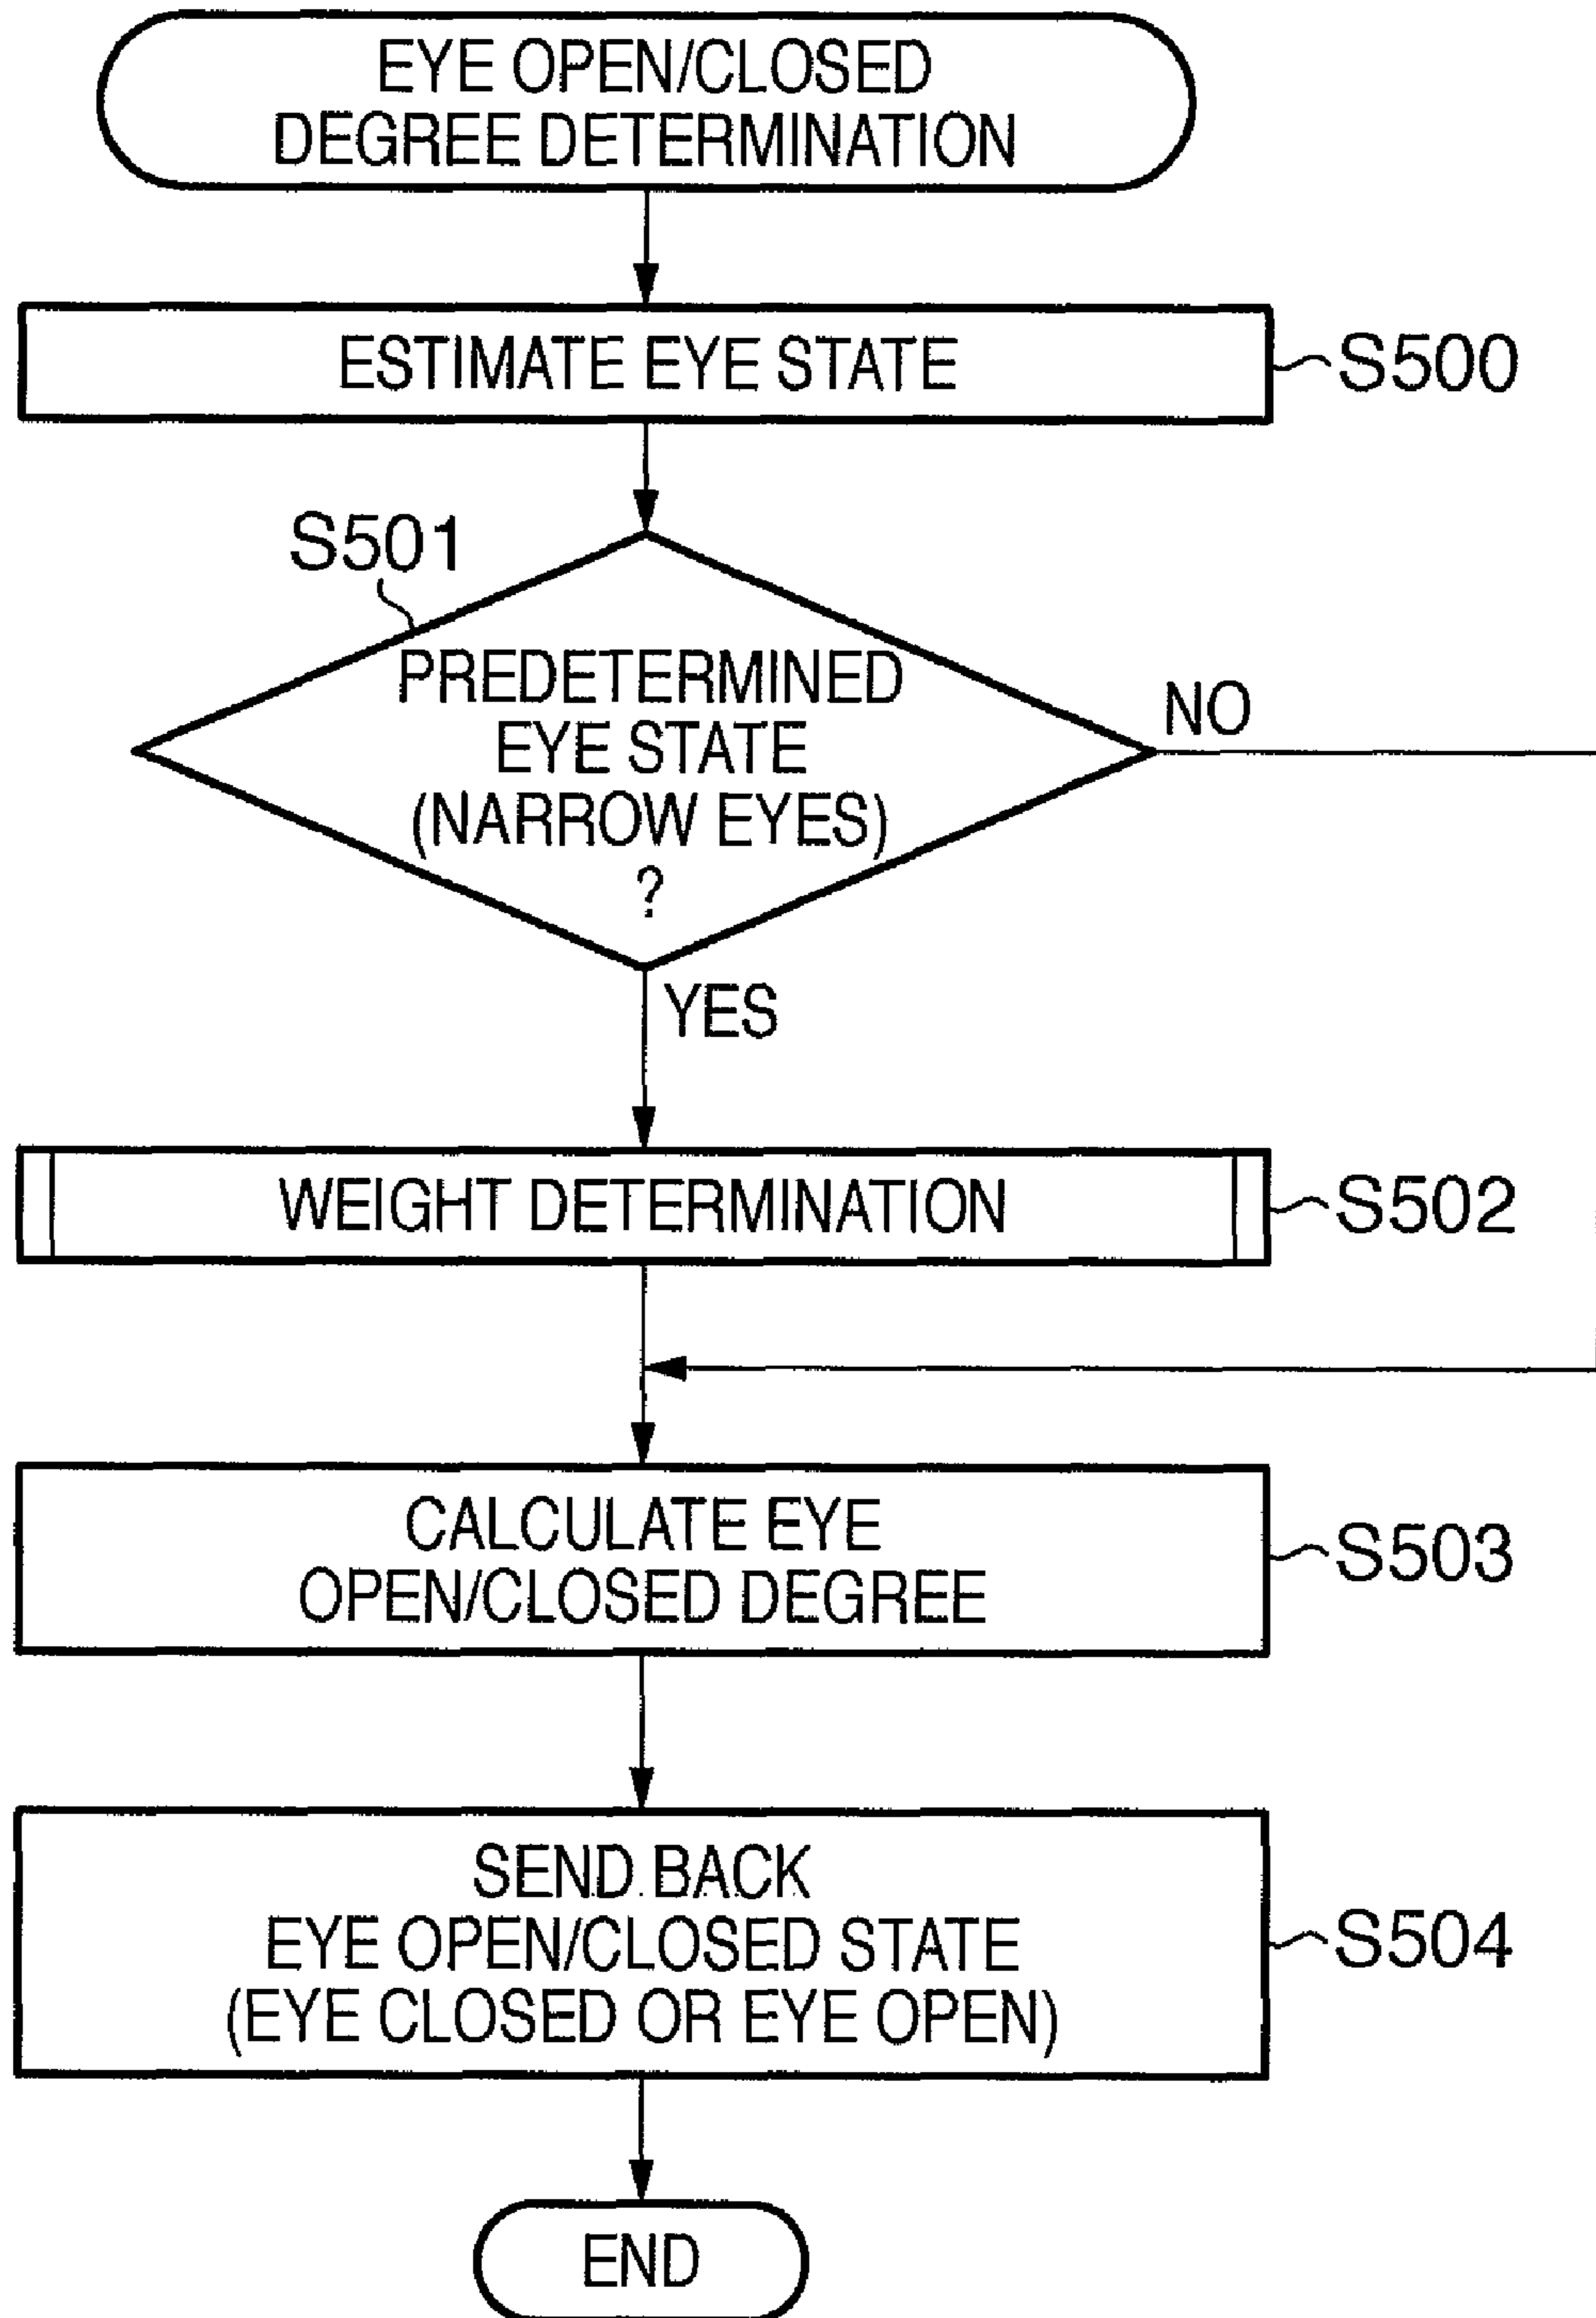 EYE OPEN/CLOSED
DEGREE DETERMINATION
ESTIMATE EYE STATE
S500
S501
PREDETERMINED
EYE STATE
(NARROW EYES)
?
NO
YES
WEIGHT DETERMINATION
S502
CALCULATE EYE
OPEN/CLOSED DEGREE
S503
SEND BACK
EYE OPEN/CLOSED STATE
(EYE CLOSED OR EYE OPEN)
S504
END